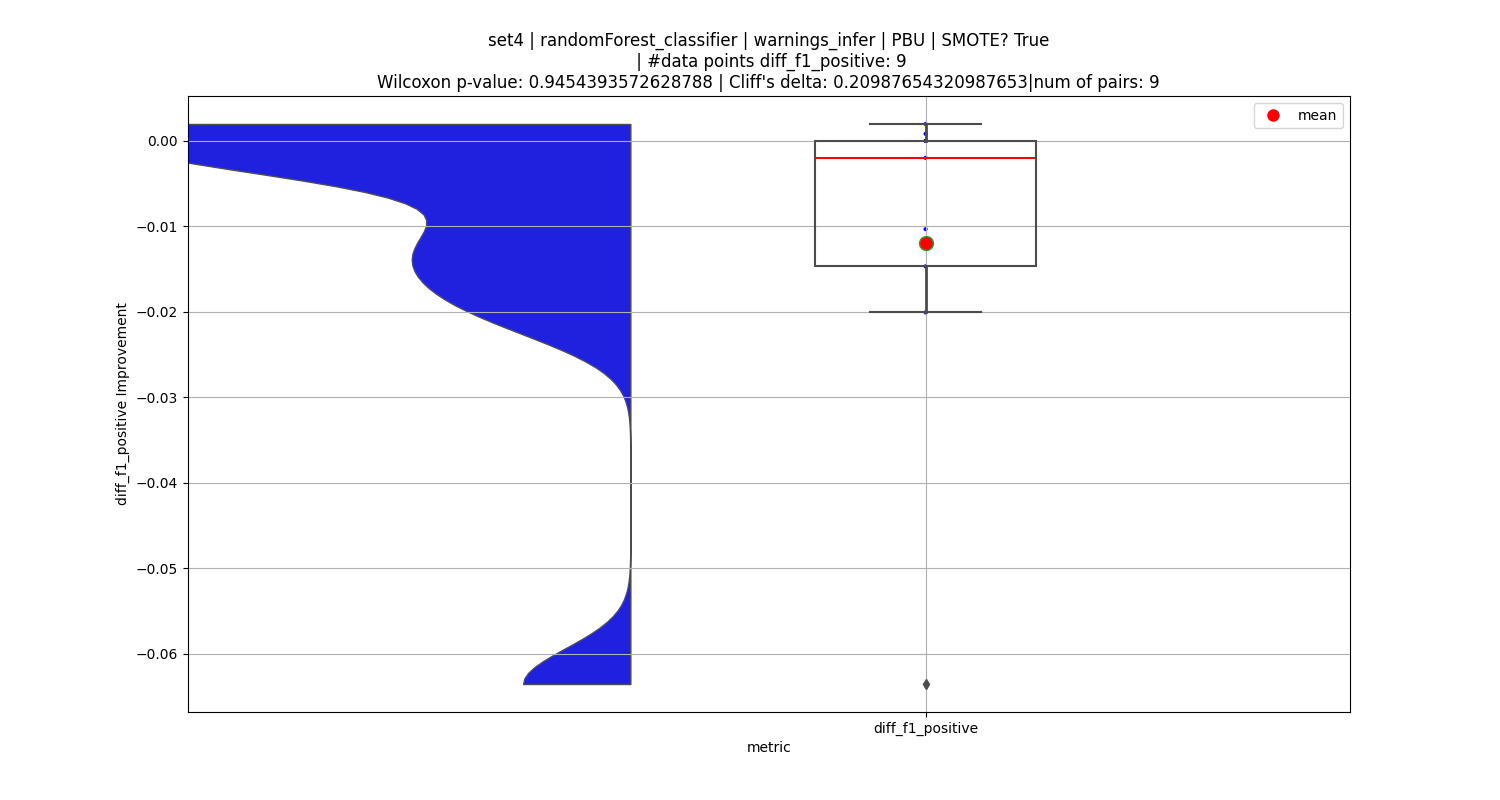 set4 | randomForest_classifier | warnings_infer | PBU | SMOTE? True
| #data points diff_f1_positive: 9
Wilcoxon p-value: 0.9454393572628788 | Cliff's delta: 0.20987654320987653|num of pairs: 9
mean
0.00
−0.01
−0.02
−0.03
−0.04
−0.05
−0.06
diff_f1_positive Improvement
diff_f1_positive
metric